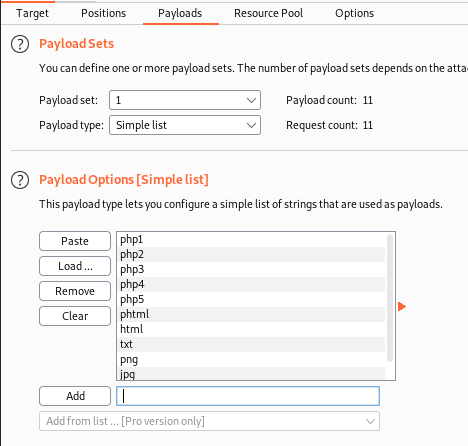 Target Positions Payloads Resource Pool Options
? Payload Sets
You can define one or more payload sets. The number of payload sets depends on the
Payload set: 1 Payload count: 11
Payload type: Simple list Request count: 11
? Payload Options [Simple list]
This payload type lets you configure a simple list of strings that are used as payloads.
Paste
Load ...
Remove
Clear
php1
php2
php3
php4
php5
phtml
html
txt
png
jpg
Add
Add from list ... [Pro version only]